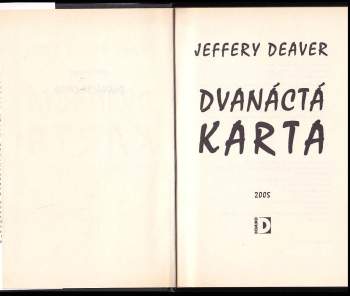 JEFFERY DEAVER
DVANÁCTÁ
KARTA
2005